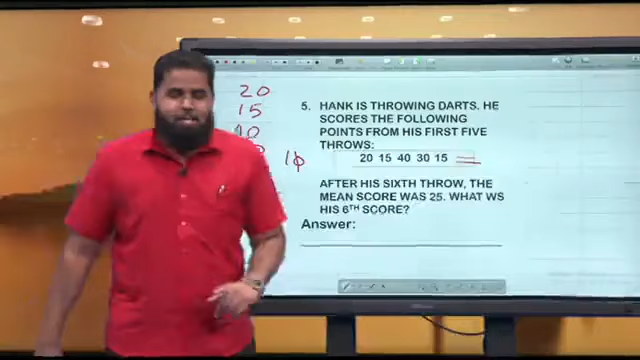 20
15
40
10
5. HANK IS THROWING DARTS. HE
SCORES THE FOLLOWING
POINTS FROM HIS FIRST FIVE
THROWS:
20 15 40 30 15
AFTER HIS SIXTH THROW, THE
MEAN SCORE WAS 25. WHAT WS
HIS 6TH SCORE?
Answer: